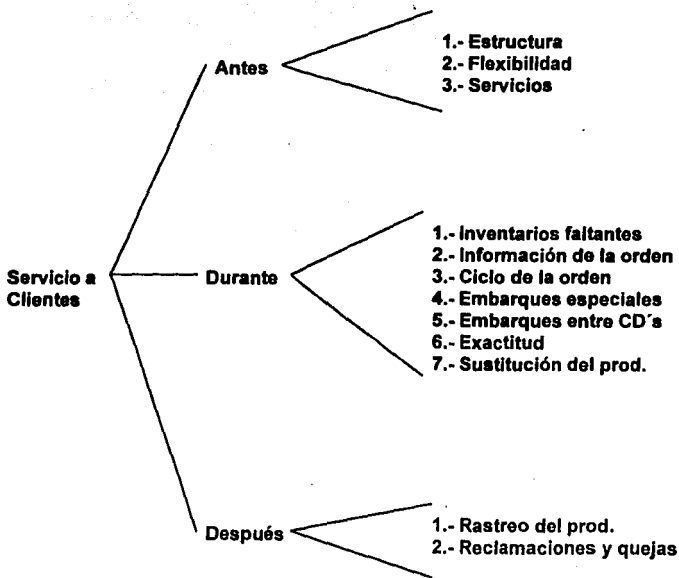 Antes
1.- Estructura
2.- Flexibilidad
3.- Servicios
Servicio a
Clientes
Durante
1.- Inventarios faltantes
2.- Información de la orden
3.- Ciclo de la orden
4.- Embarques especiales
5.- Embarques entre CD´s
6.- Exactitud
7.- Sustitución del prod.
Después
1.- Rastreo del prod.
2.- Reclamaciones y quejas